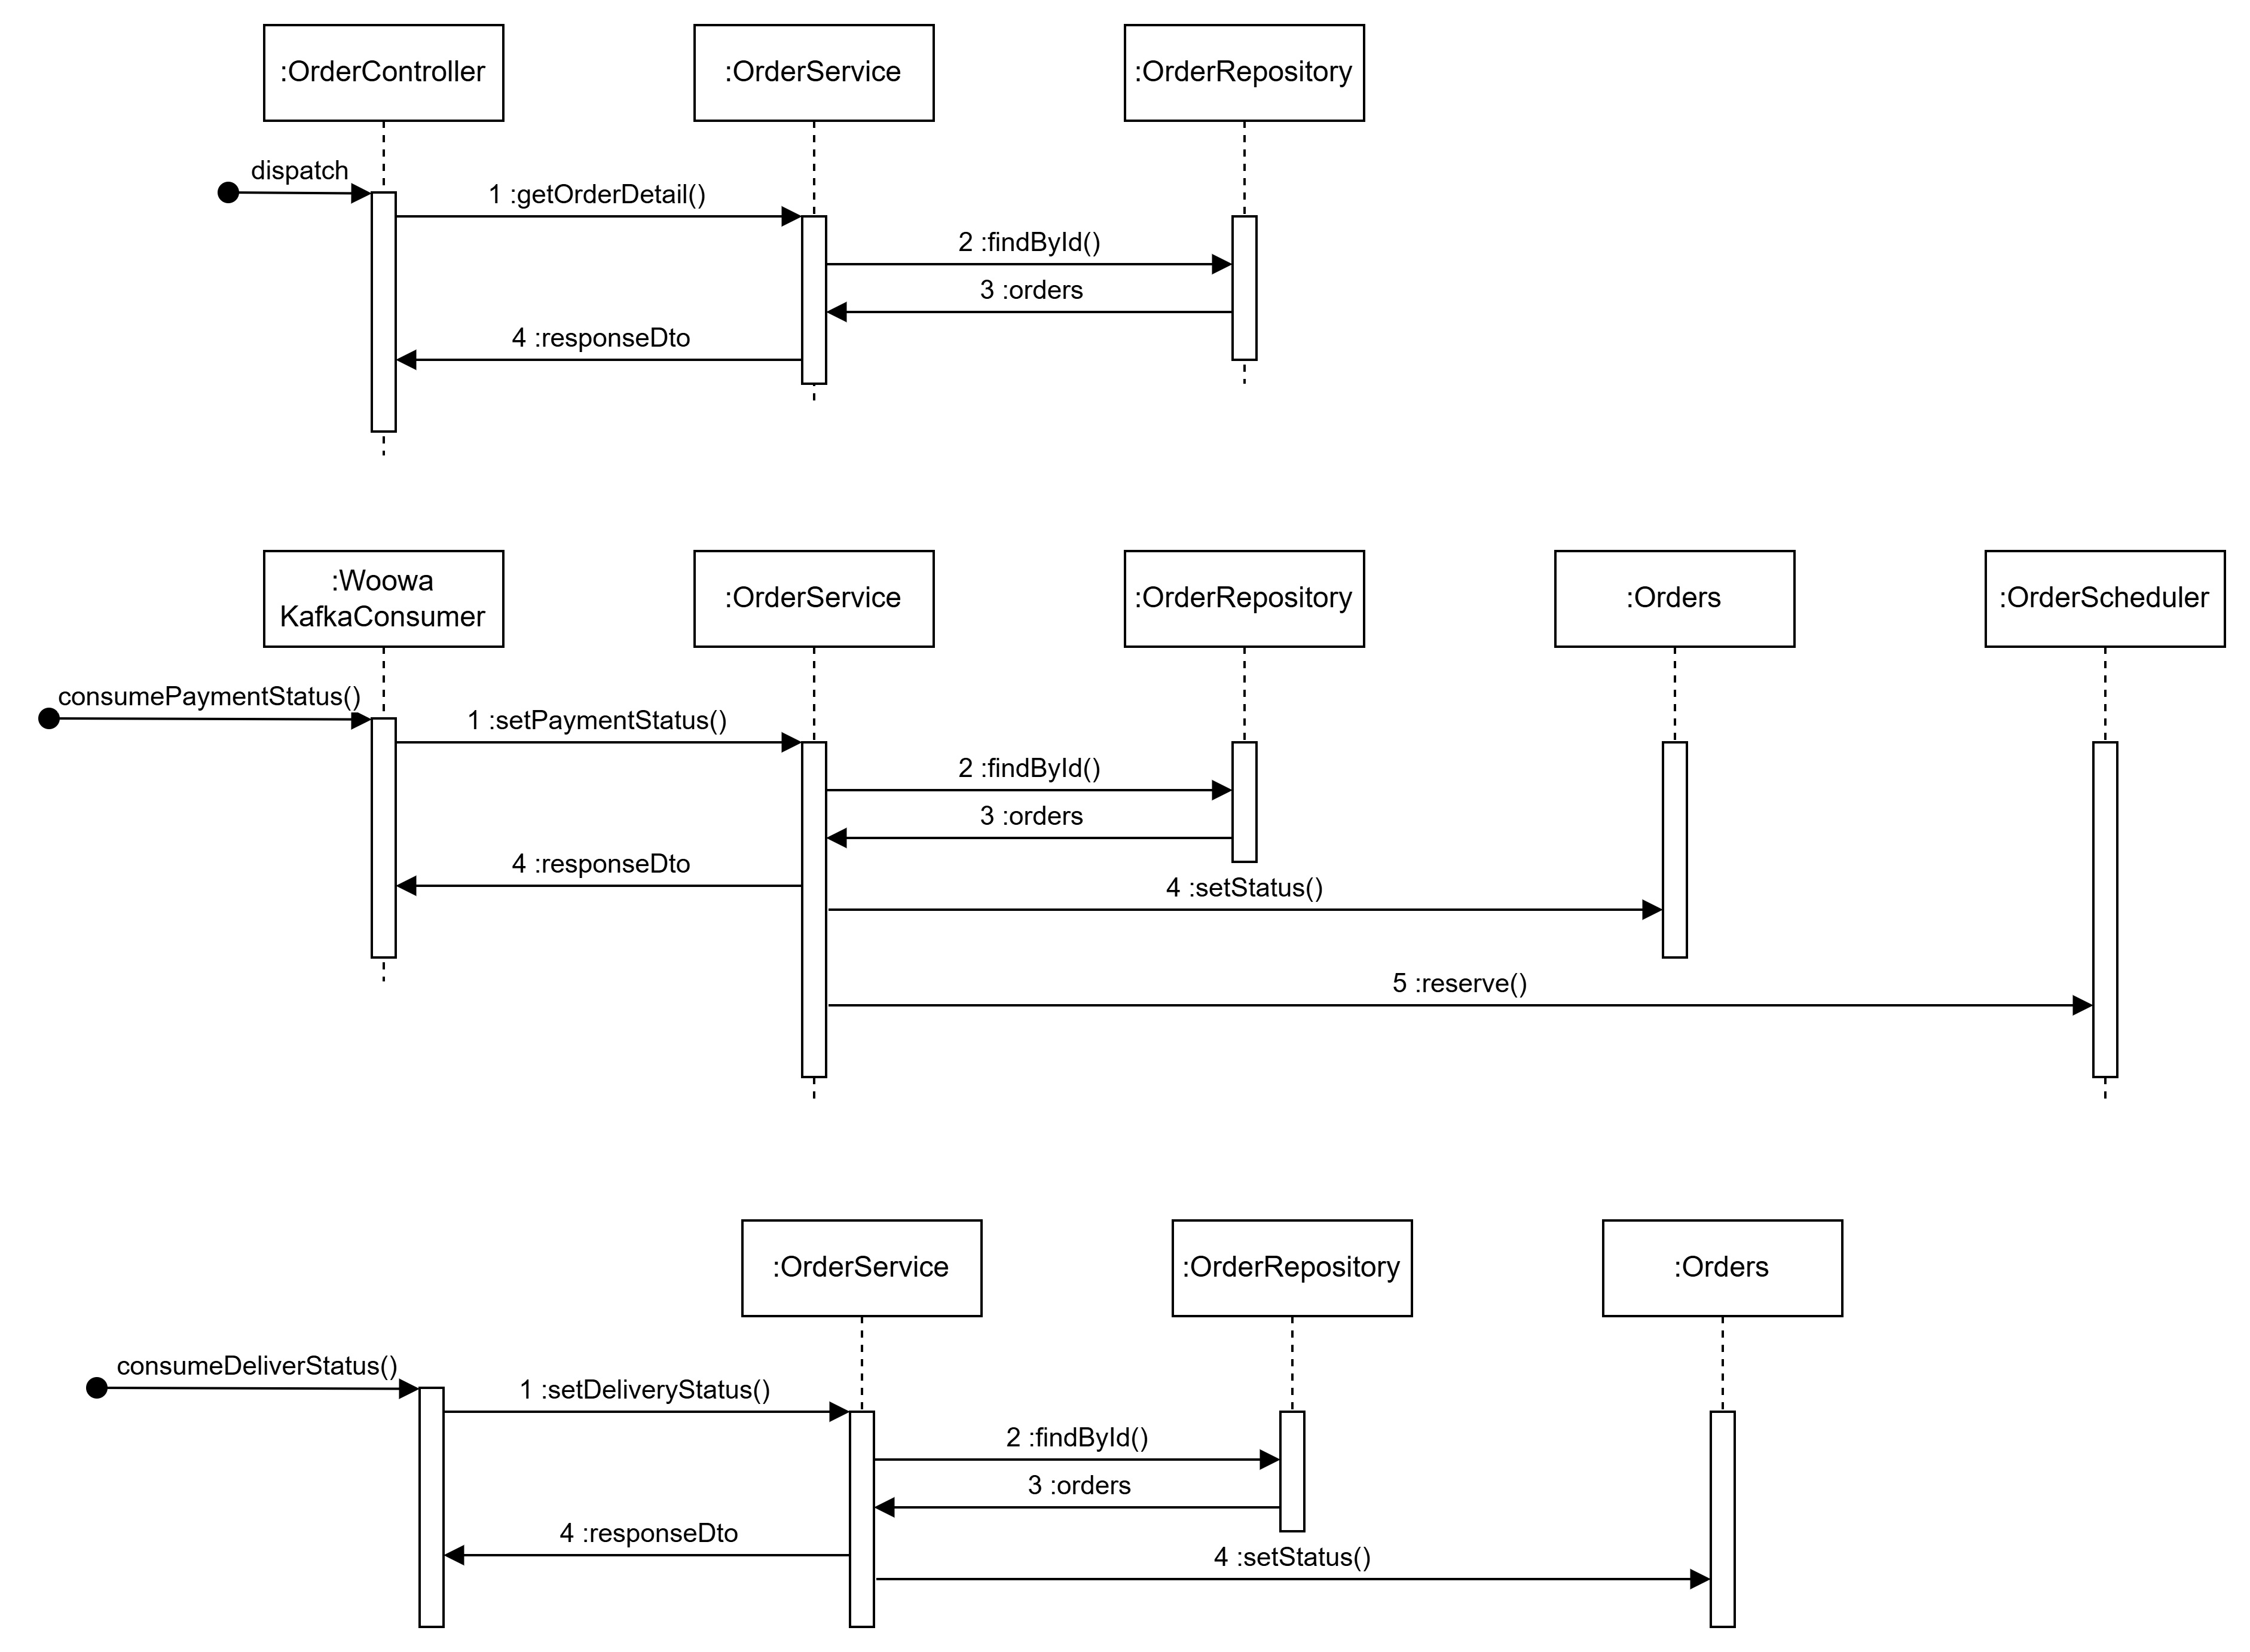 :OrderController
:OrderService
:OrderRepository
dispatch
1 :getOrderDetail()
2 :findById()
3 :orders
4 :responseDto
:Woowa
KafkaConsumer
:OrderService
:OrderRepository
:Orders
:OrderScheduler
consumePaymentStatus()
1 :setPaymentStatus()
2 :findById()
3 :orders
4 :responseDto
4 :setStatus()
5 :reserve()
:OrderService
:OrderRepository
:Orders
consumeDeliverStatus()
1 :setDeliveryStatus()
2 :findById()
3 :orders
4 :responseDto
4 :setStatus()